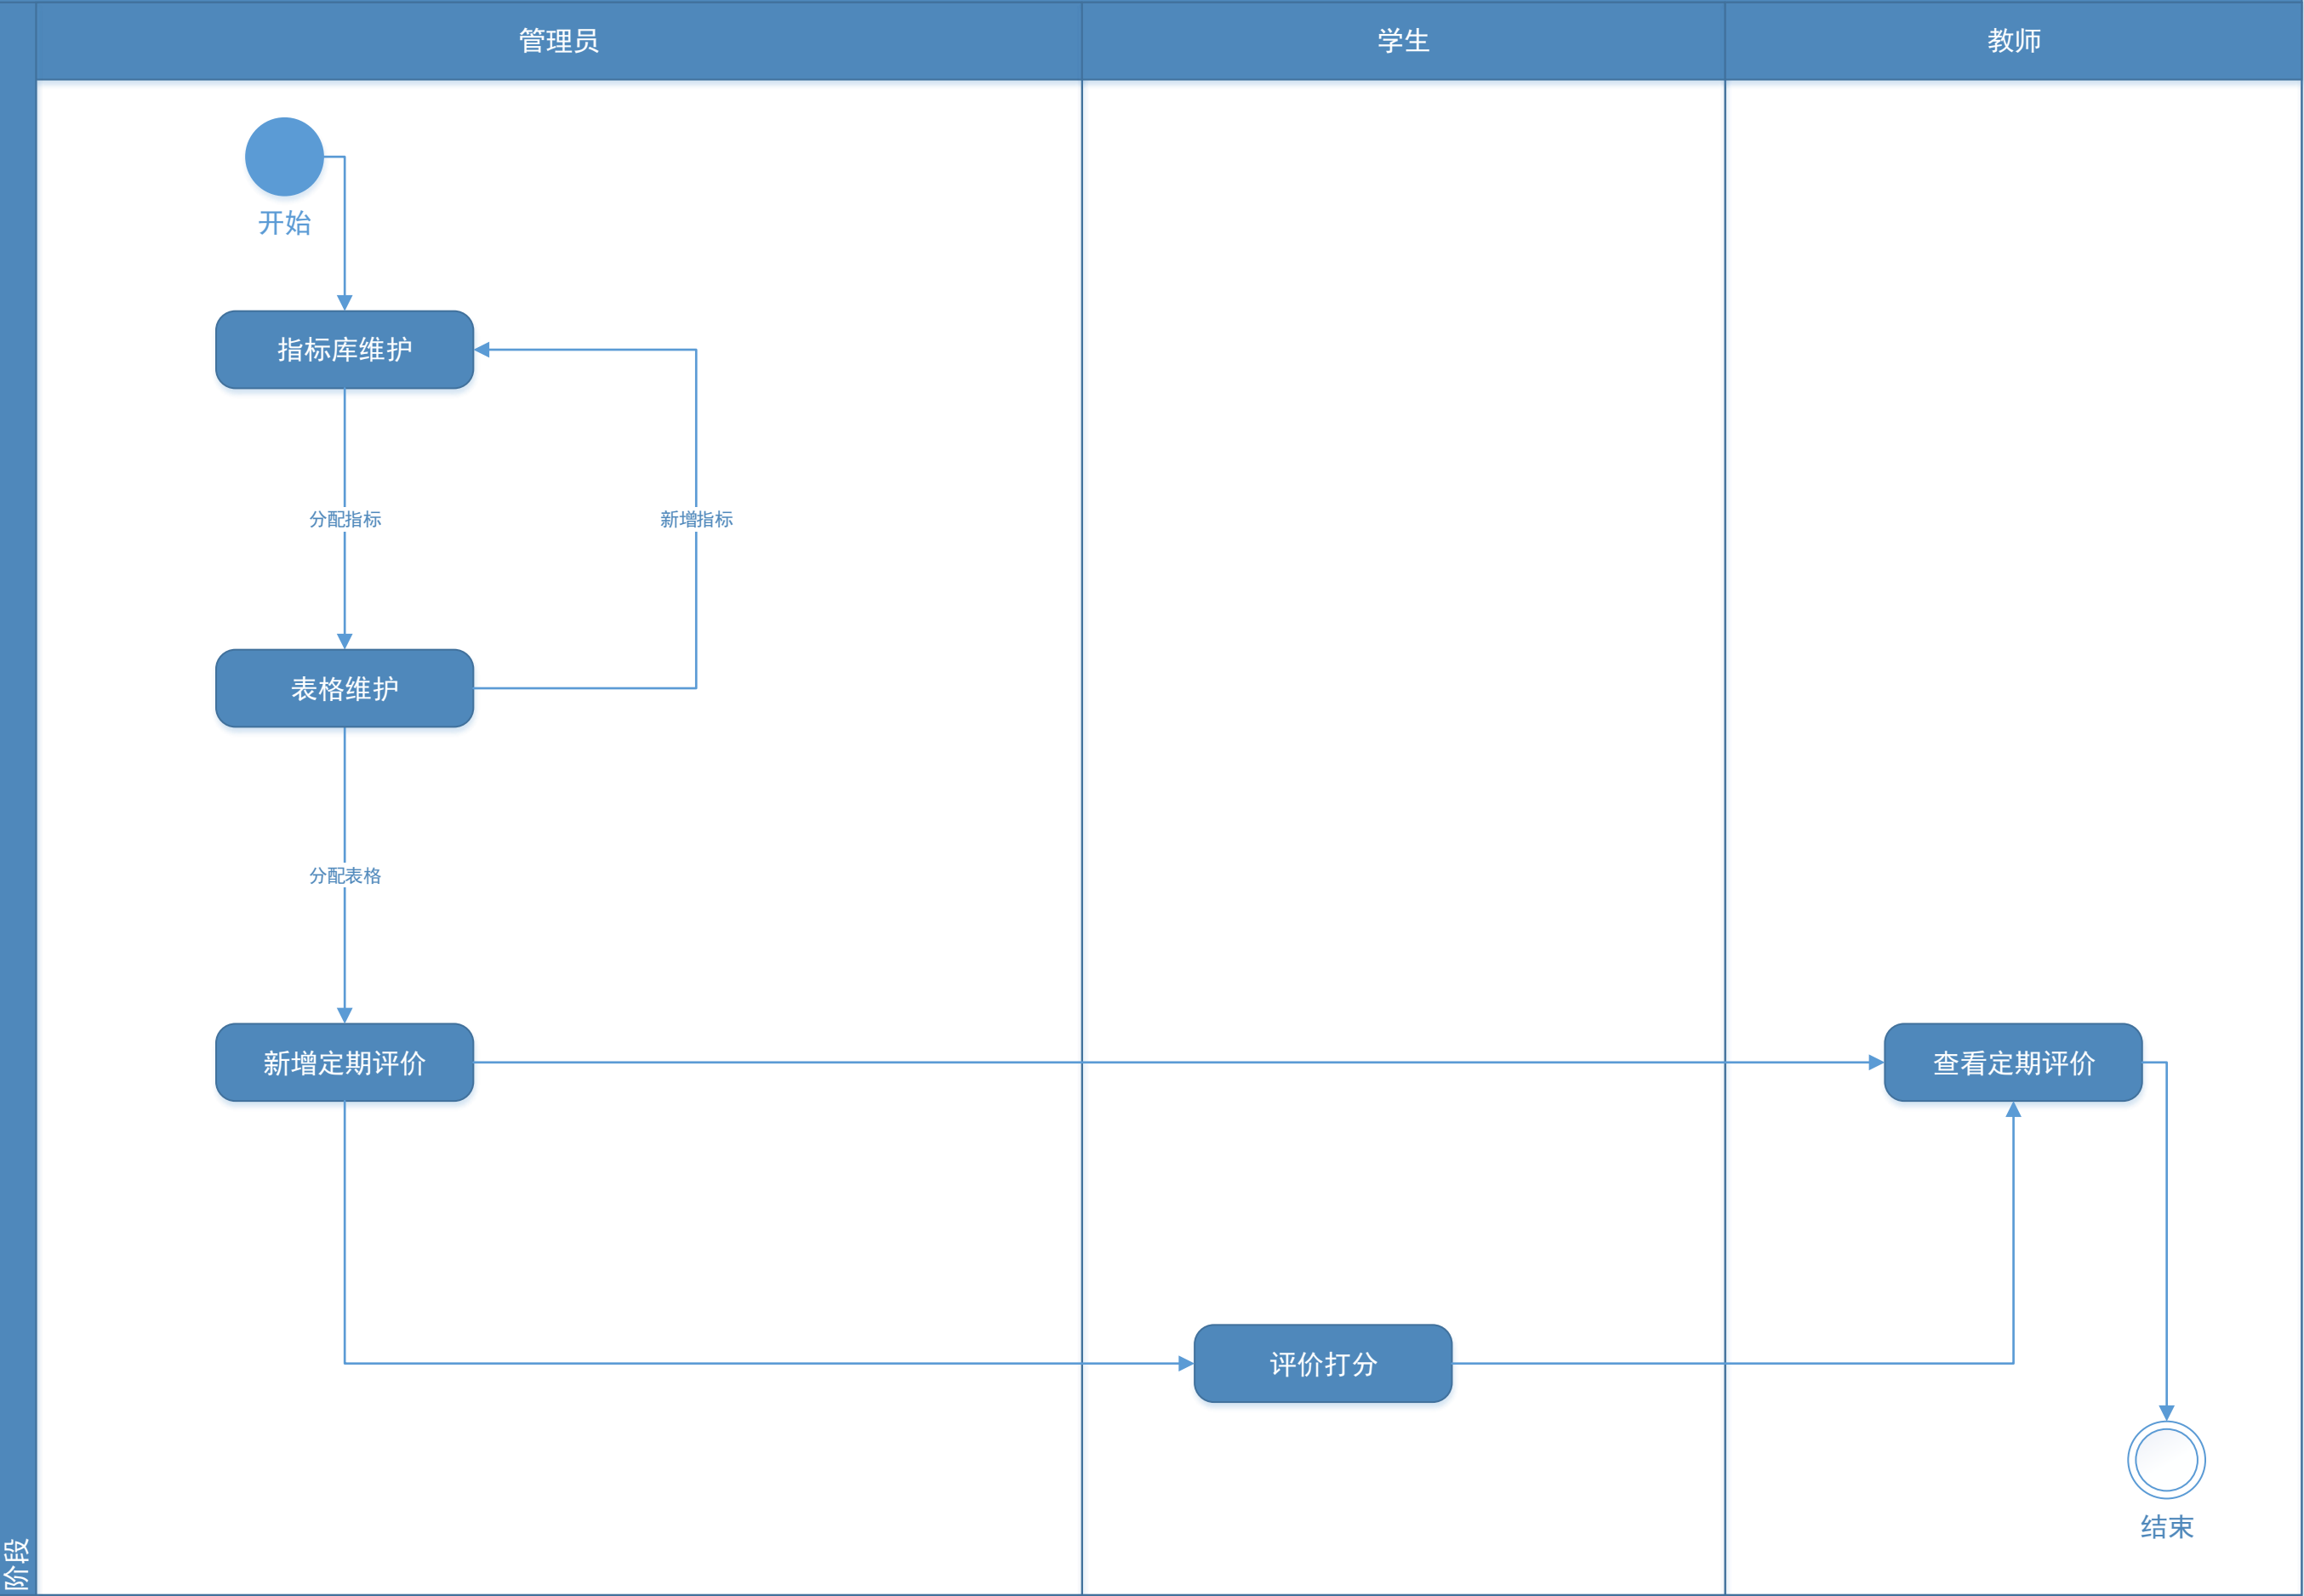 管理员
学生
教师
开始
指标库维护
分配指标
新增指标
表格维护
分配表格
新增定期评价
查看定期评价
评价打分
结束
阶段